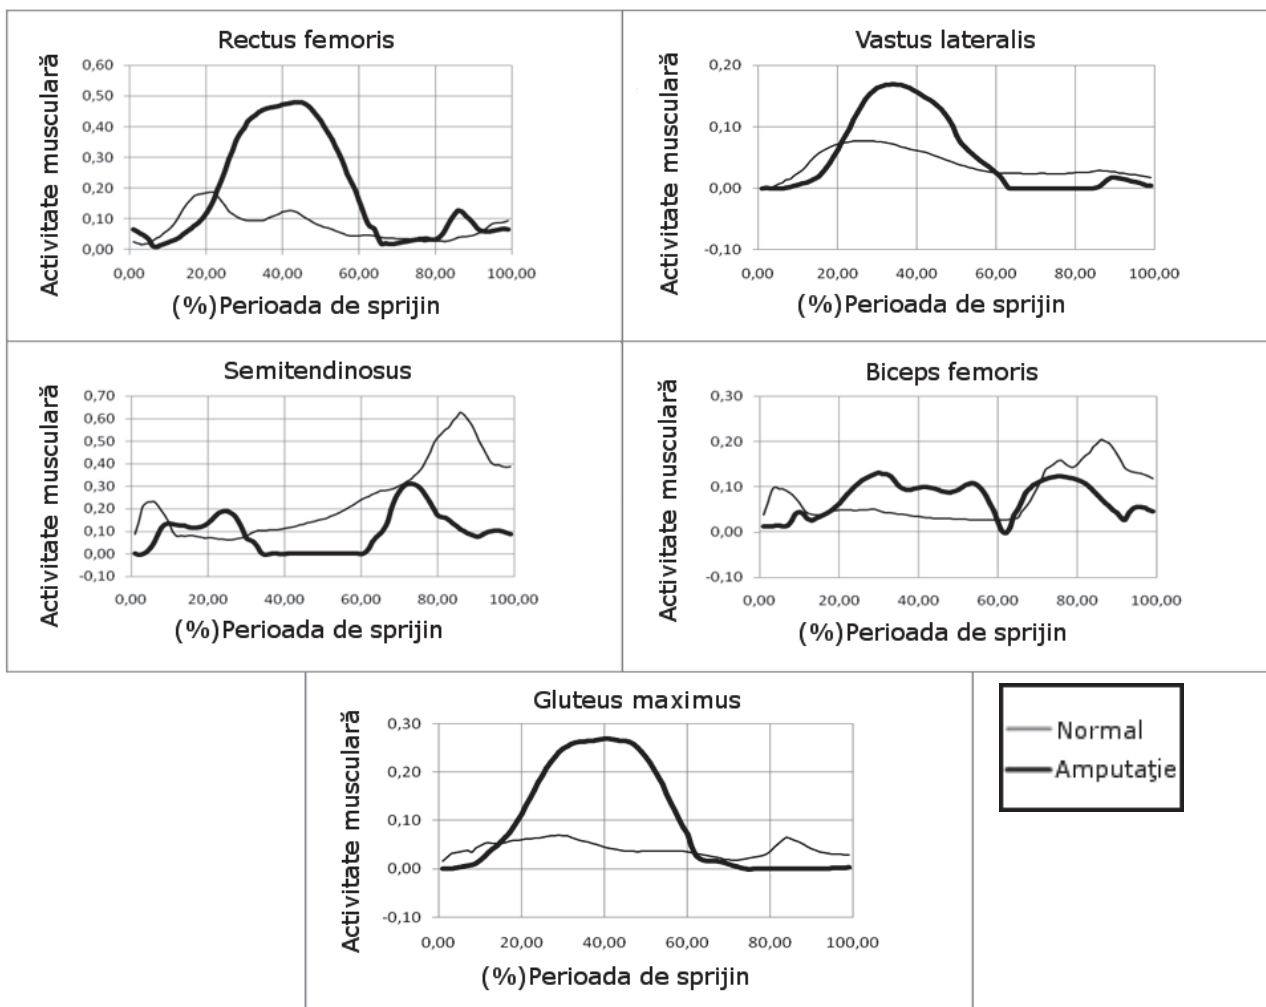 Rectus femoris
Activitate musculară
0,60
0,50
0,40
0,30
0,20
0,10
0,00
0,00 20,00 40,00 60,00 80,00 100,00
(%)Perioada de sprijin
Vastus lateralis
Activitate musculară
0,20
0,10
0,00
-0,10
0,00 20,00 40,00 60,00 80,00 100,00
(%)Perioada de sprijin
Semitendinosus
Activitate musculară
0,70
0,60
0,50
0,40
0,30
0,20
0,10
0,00
-0,10
0,00 20,00 40,00 60,00 80,00 100,00
(%)Perioada de sprijin
Biceps femoris
Activitate musculară
0,30
0,20
0,10
0,00
-0,10
0,00 20,00 40,00 60,00 80,00 100,00
(%)Perioada de sprijin
Gluteus maximus
Activitate musculară
0,30
0,20
0,10
0,00
-0,10
0,00 20,00 40,00 60,00 80,00 100,00
(%)Perioada de sprijin
Normal
Amputaţie